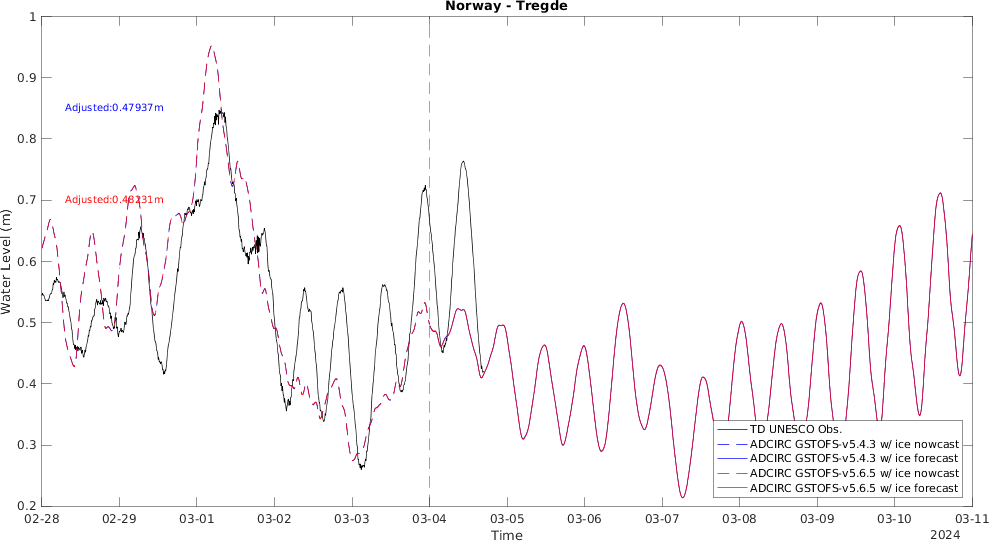 Norway - Tregde
Water Level (m)
1
0.9
0.8
0.7
0.6
0.5
0.4
0.3
0.2
Adjusted:0.47937m
Adjusted:0.48231m
TD UNESCO Obs.
ADCIRC GSTOFS-v5.4.3 w/ ice nowcast
ADCIRC GSTOFS-v5.4.3 w/ ice forecast
ADCIRC GSTOFS-v5.6.5 w/ ice nowcast
ADCIRC GSTOFS-v5.6.5 w/ ice forecast
02-28 02-29 03-01 03-02 03-03 03-04 03-05 03-06 03-07 03-08 03-09 03-10 03-11
Time
2024